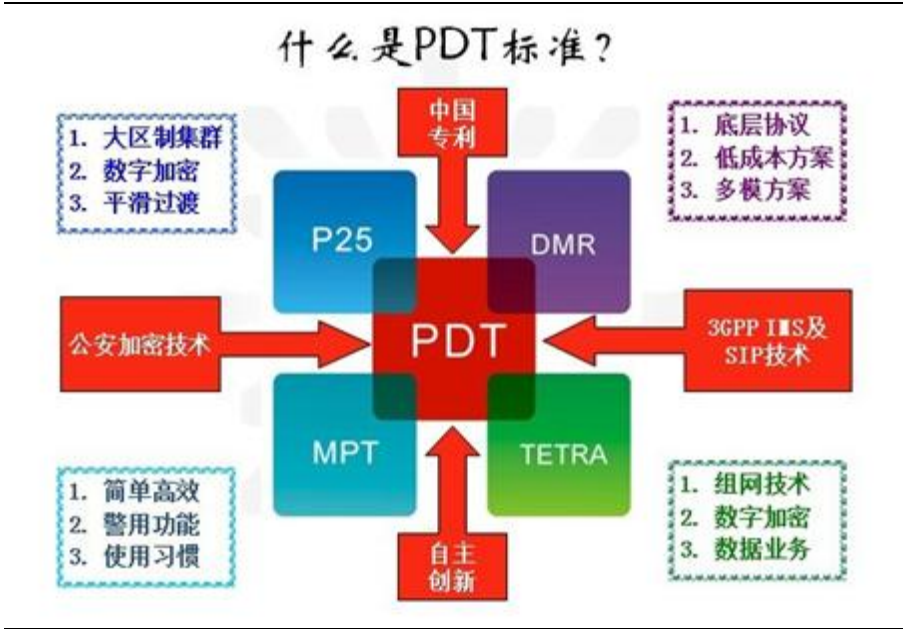 什么是PDT标准?
中国
专利
1. 大区制集群
2. 数字加密
3. 平滑过渡
1. 底层协议
2. 低成本方案
3. 多模方案
P25
DMR
公安加密技术
PDT
3GPP IMS及
SIP技术
MPT
TETRA
1. 简单高效
2. 警用功能
3. 使用习惯
自主
创新
1. 组网技术
2. 数字加密
3. 数据业务